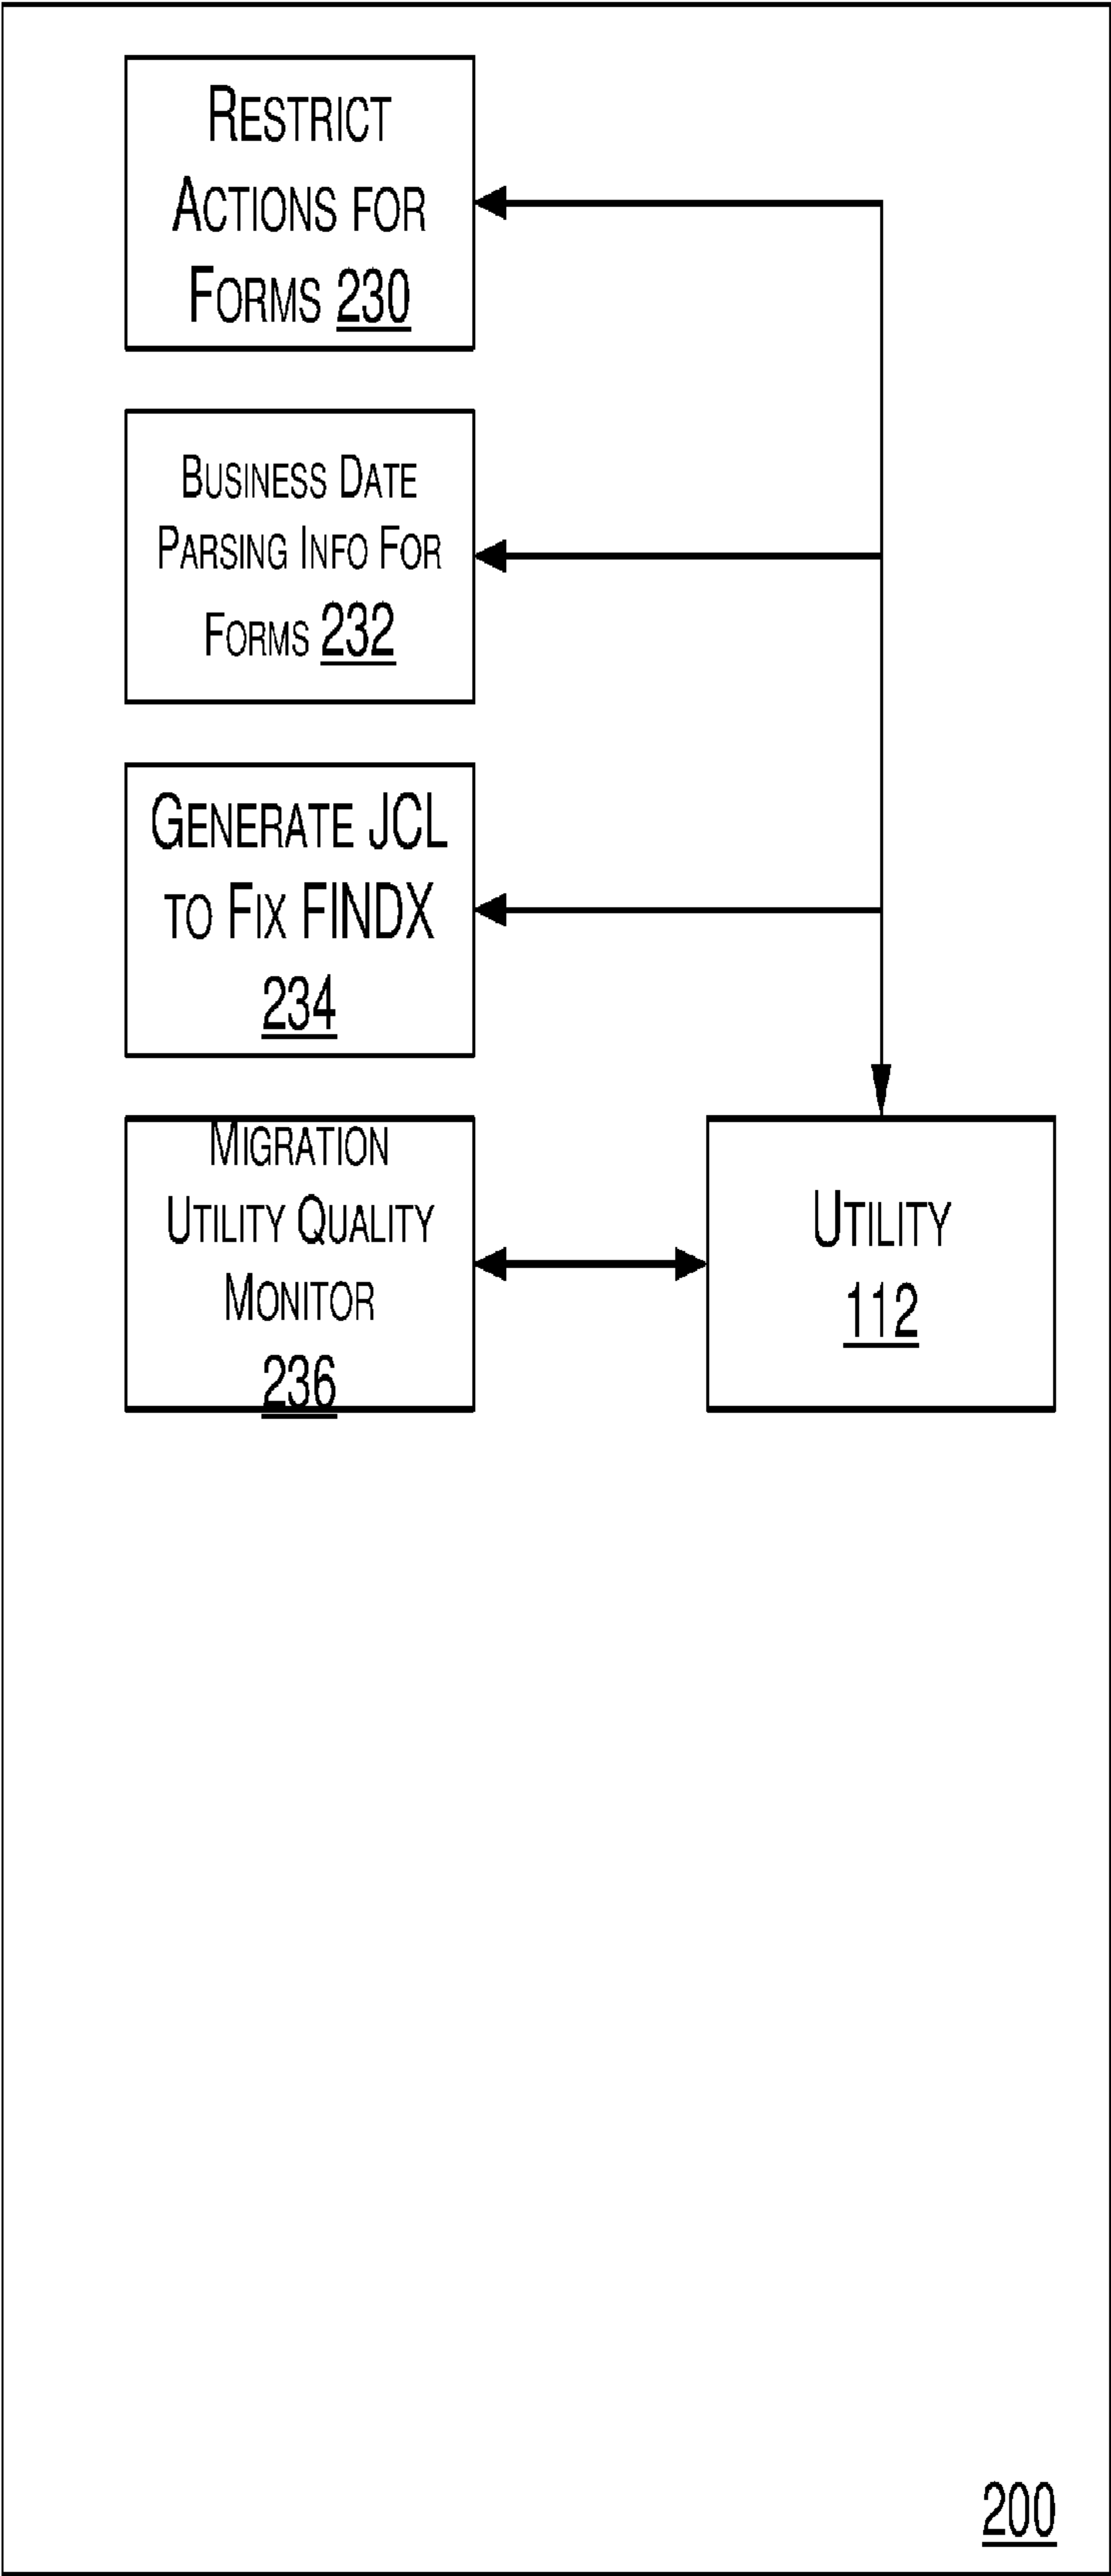 RESTRICT
ACTIONS FOR
FORMS 230
BUSINESS DATE
PARSING INFO FOR
FORMS 232
GENERATE JCL
TO FIX FINDX
234
MIGRATION
UTILITY QUALITY
MONITOR
236
UTILITY
112
200